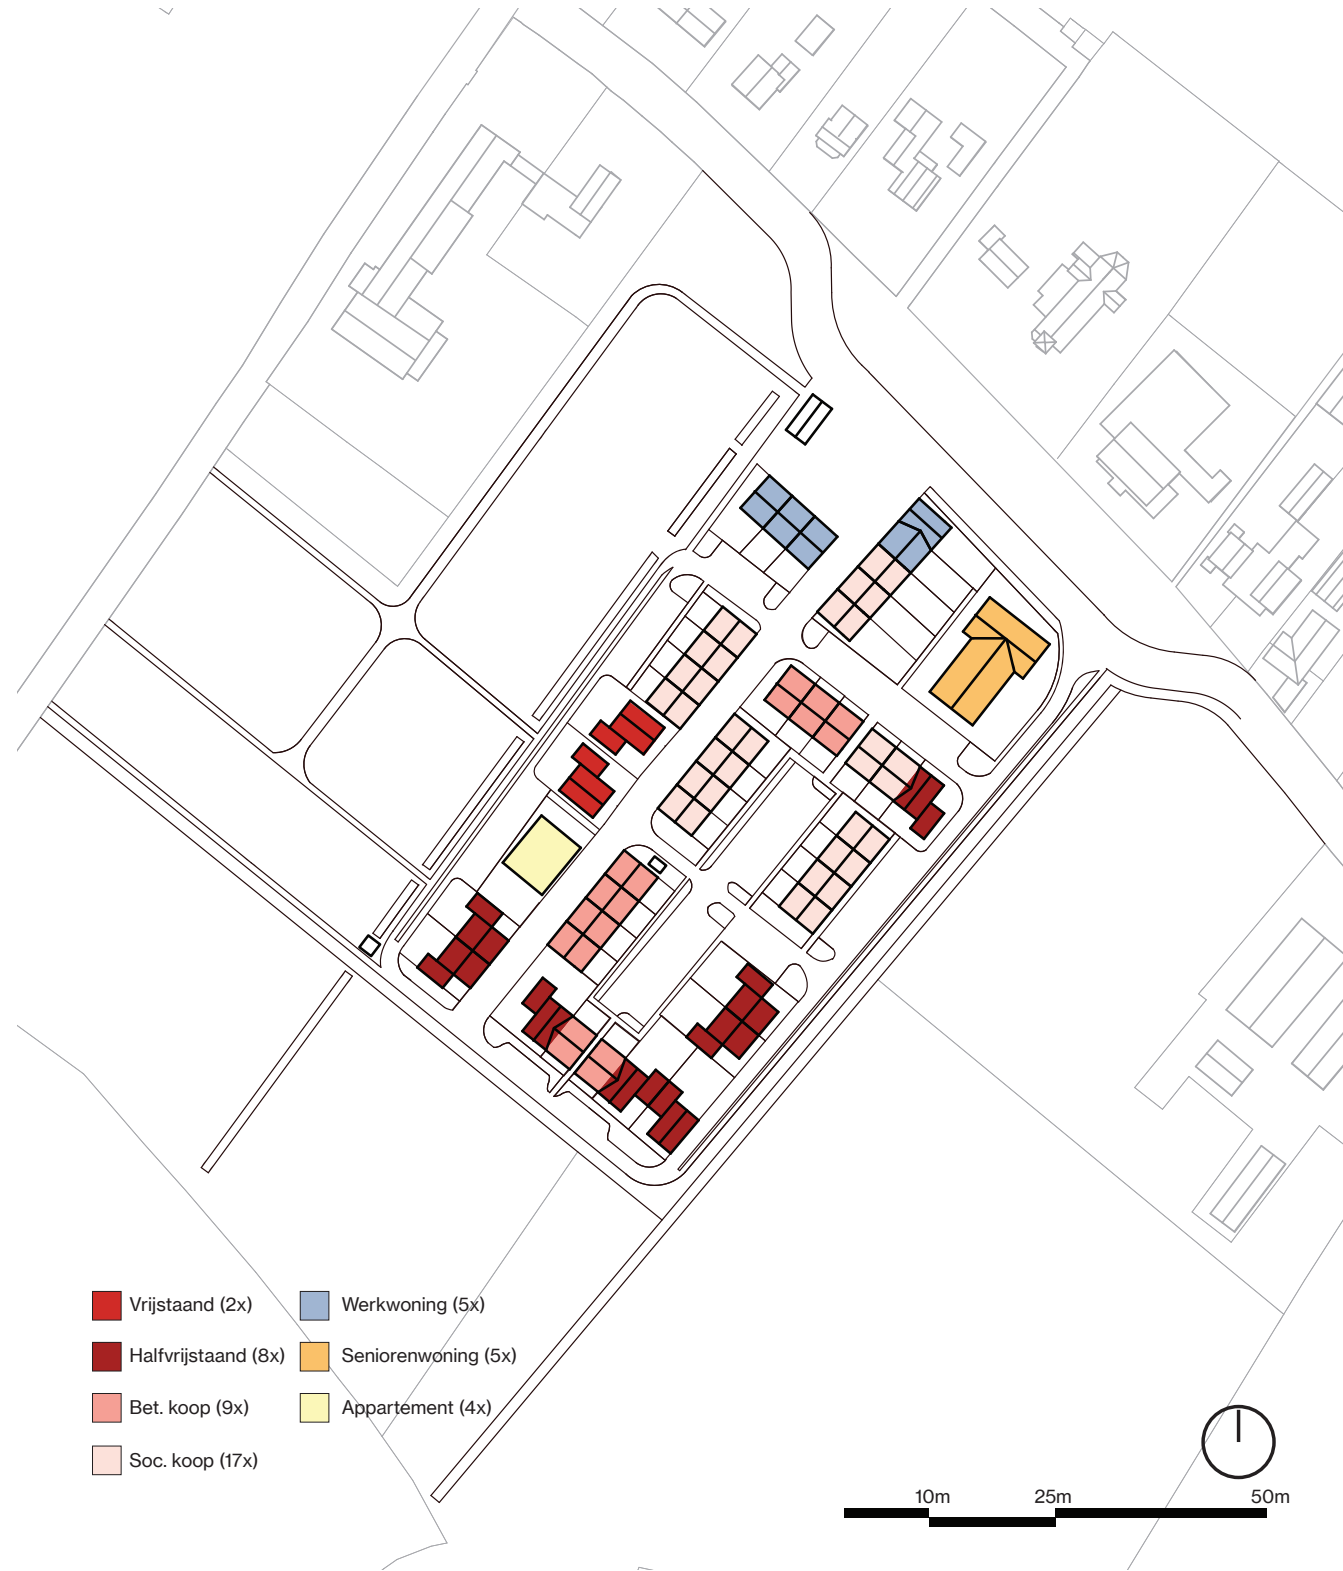 Vrijstaand (2x)
Halfvrijstaand (8x)
Bet. koop (9x)
Soc. koop (17x)
Werkwoning (5x)
Seniorenwoning (5x)
Appartement (4x)
10m 25m 50m